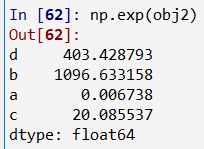 In [62]: np.exp(obj2)
Out[62]:
d     403.428793
b    1096.633158
a       0.006738
c      20.085537
dtype: float64